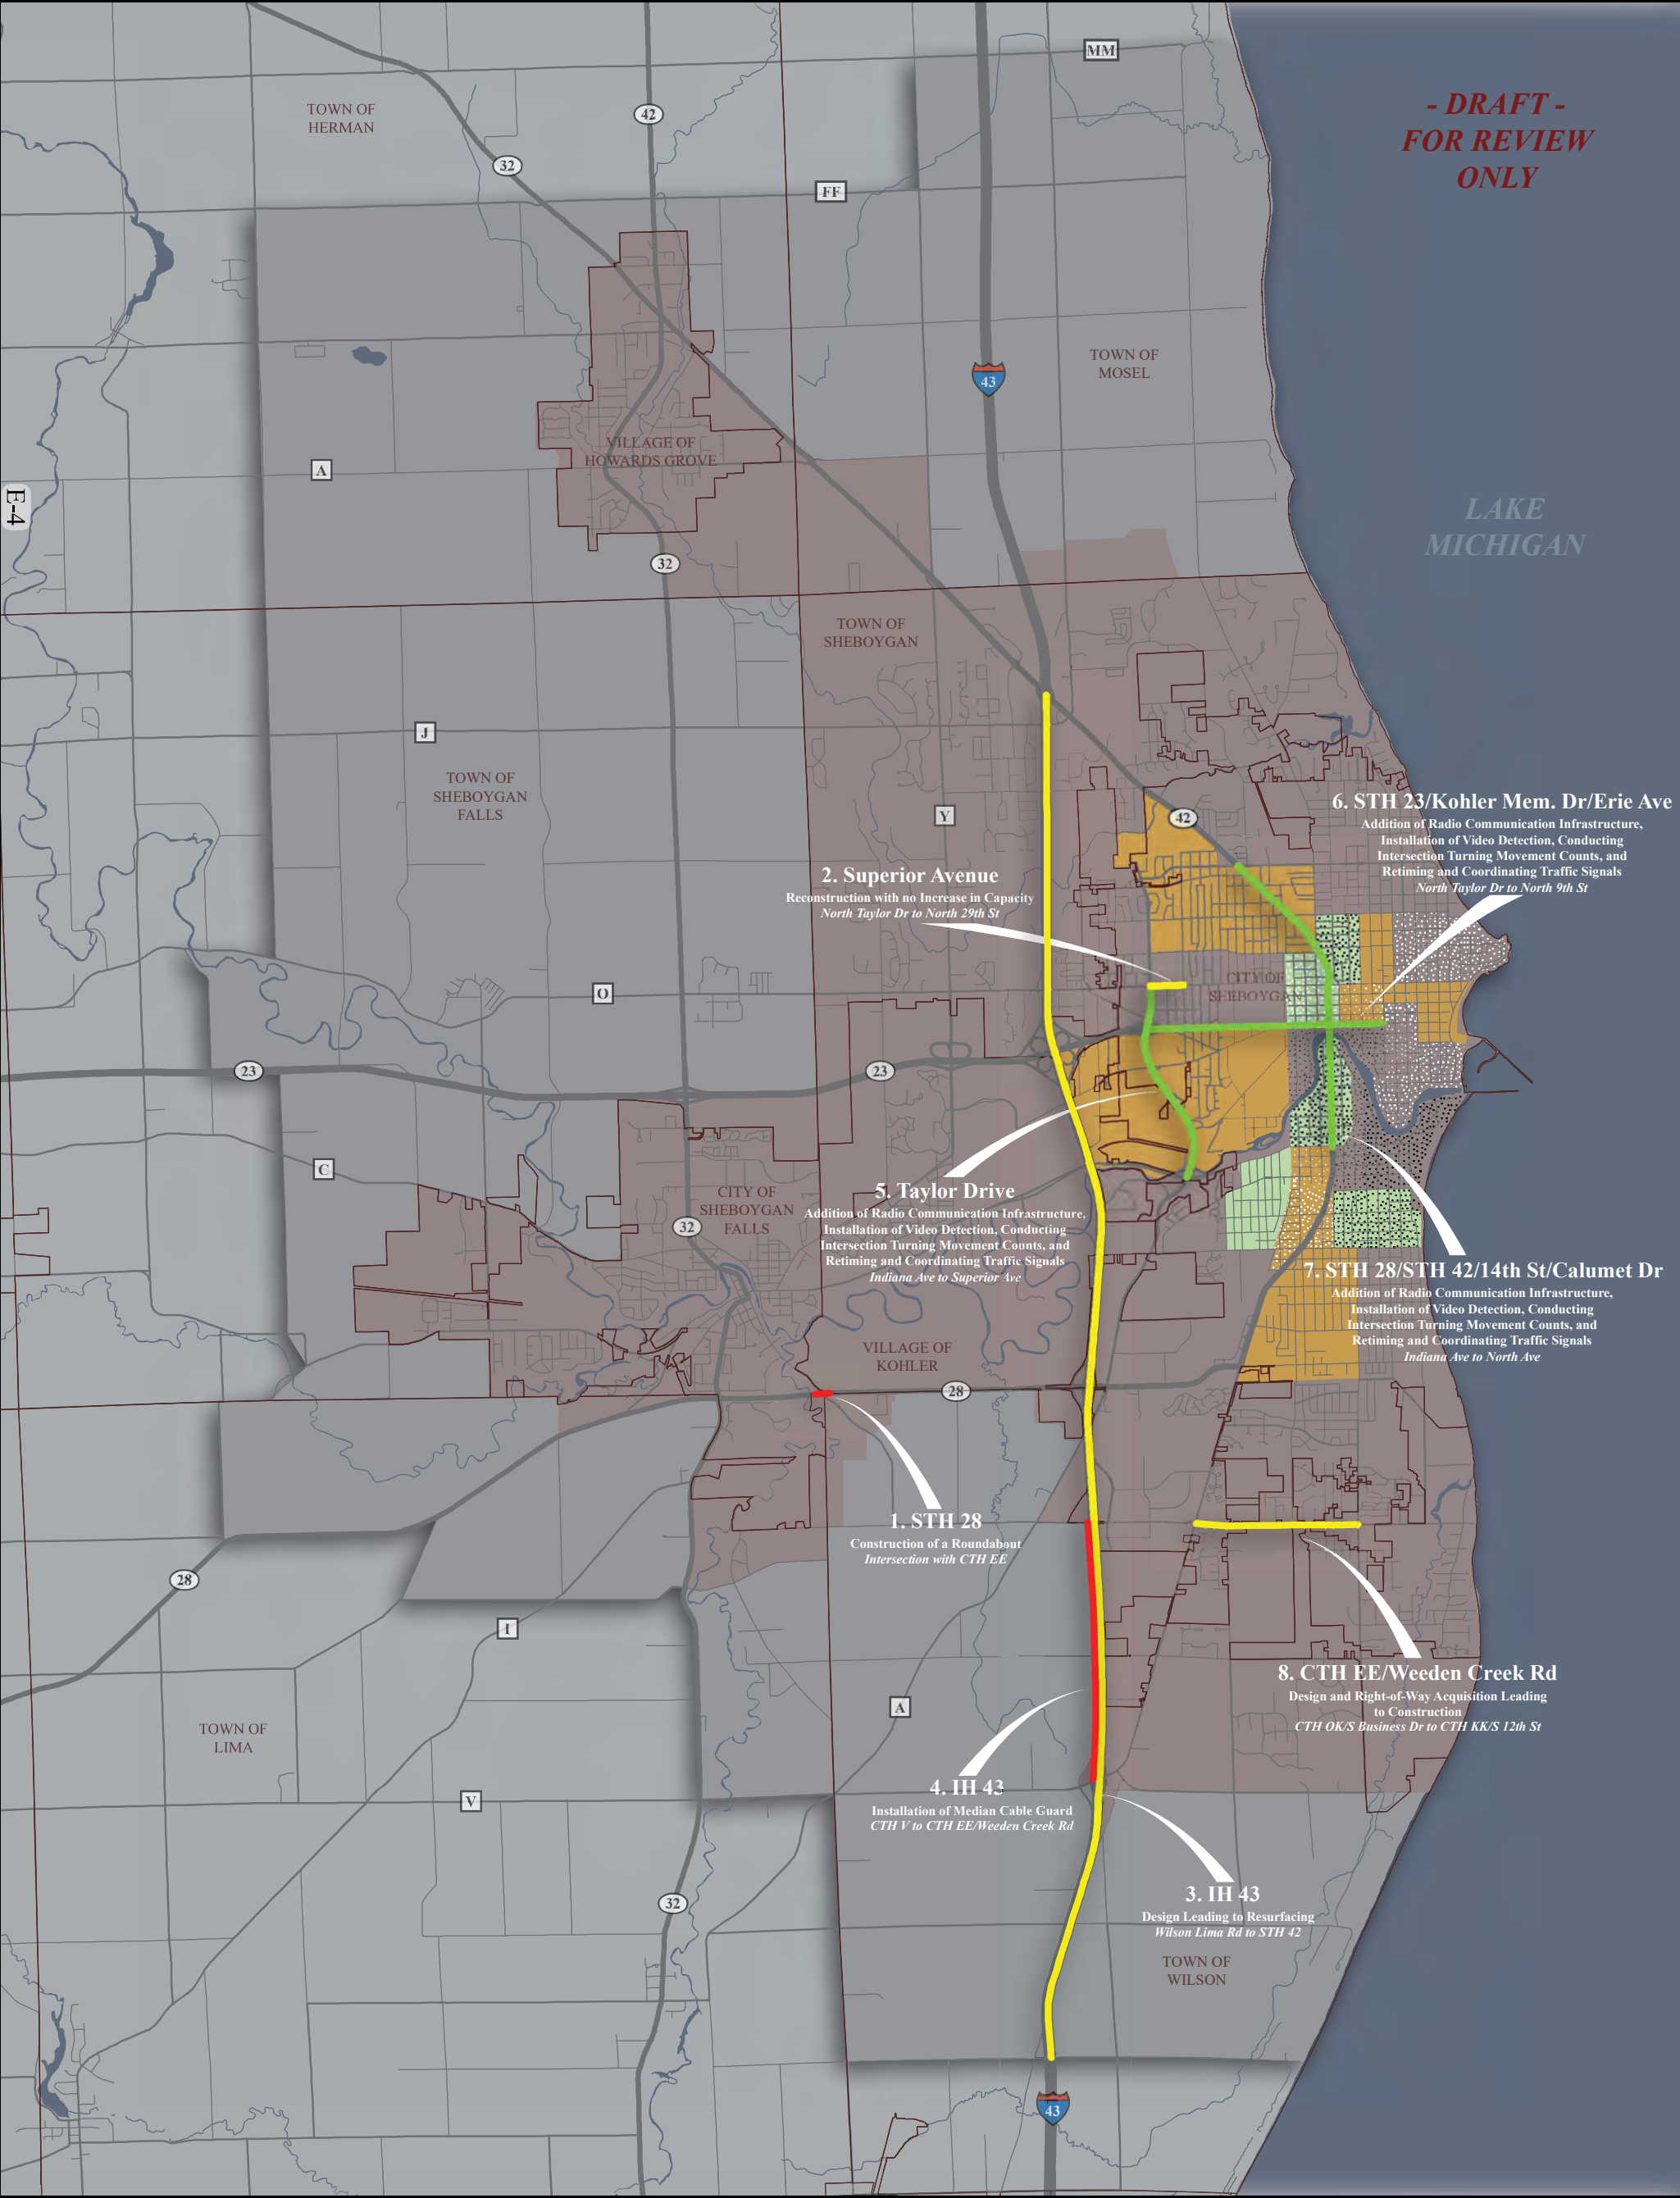 MM
- DRAFT -
FOR REVIEW
ONLY
TOWN OF
HERMAN
42
32
FF
TOWN OF
MOSEL
43
VILLAGE OF
HOWARDS GROVE
A
E-4
LAKE
MICHIGAN
32
TOWN OF
SHEBOYGAN
J
TOWN OF
SHEBOYGAN
FALLS
Y
42
6. STH 23/Kohler Mem. Dr/Erie Ave
Addition of Radio Communication Infrastructure,
Installation of Video Detection, Conducting
Intersection Turning Movement Counts, and
Retiming and Coordinating Traffic Signals
North Taylor Dr to North 9th St
2. Superior Avenue
Reconstruction with no Increase in Capacity
North Taylor Dr to North 29th St
CITY OF
SHEBOYGAN
O
23
23
C
CITY OF
SHEBOYGAN
FALLS
32
5. Taylor Drive
Addition of Radio Communication Infrastructure,
Installation of Video Detection, Conducting
Intersection Turning Movement Counts, and
Retiming and Coordinating Traffic Signals
Indiana Ave to Superior Ave
7. STH 28/STH 42/14th St/Calumet Dr
Addition of Radio Communication Infrastructure,
Installation of Video Detection, Conducting
Intersection Turning Movement Counts, and
Retiming and Coordinating Traffic Signals
Indiana Ave to North Ave
VILLAGE OF
KOHLER
28
1. STH 28
Construction of a Roundabout
Intersection with CTH EE
28
I
8. CTH EE/Weeden Creek Rd
Design and Right-of-Way Acquisition Leading
to Construction
CTH OK/S Business Dr to CTH KK/S 12th St
A
TOWN OF
LIMA
V
4. IH 43
Installation of Median Cable Guard
CTH V to CTH EE/Weeden Creek Rd
3. IH 43
Design Leading to Resurfacing
Wilson Lima Rd to STH 42
32
TOWN OF
WILSON
43